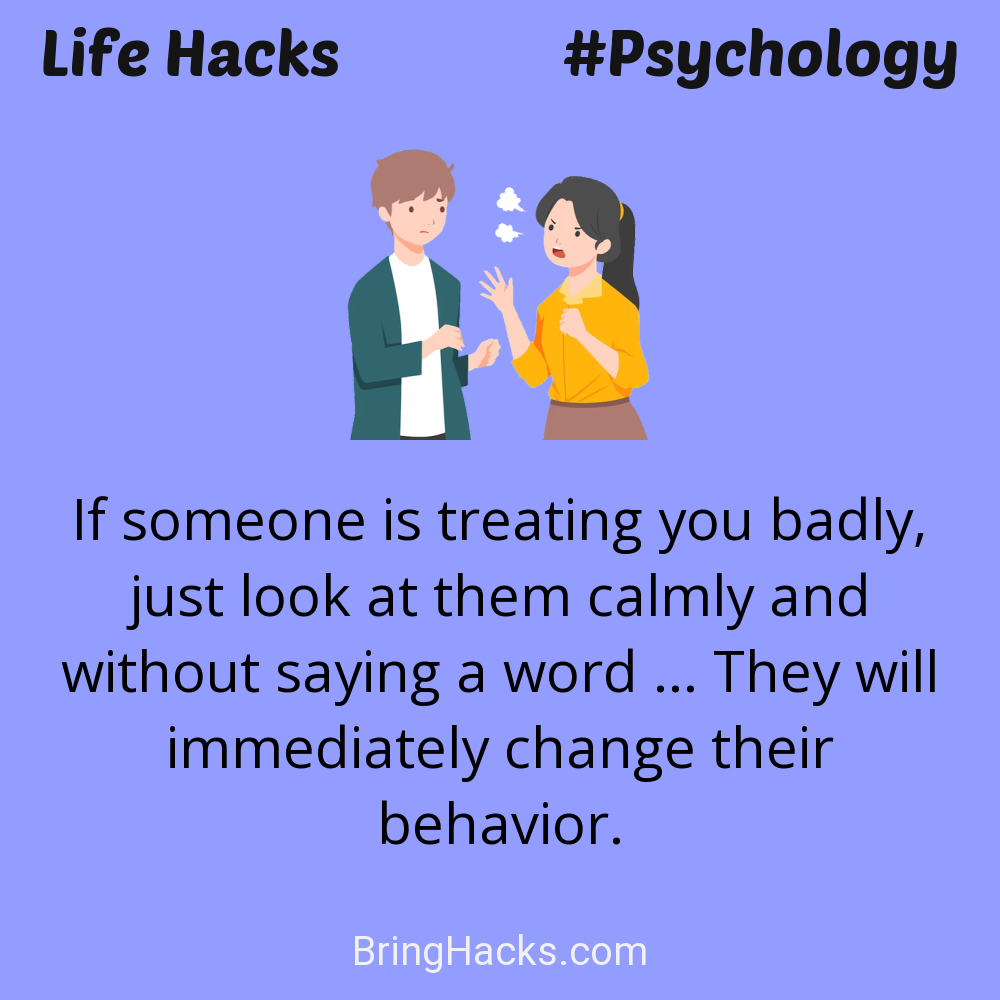 Life Hacks
#Psychology
If someone is treating you badly,
just look at them calmly and
without saying a word ... They will
immediately change their
behavior.
BringHacks.com